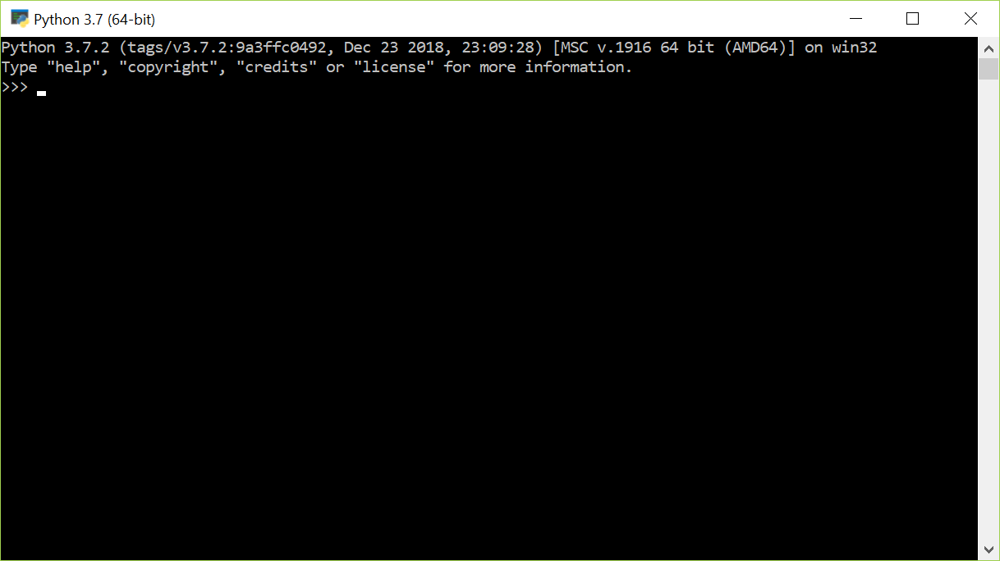 Python 3.7 (64-bit)
Python 3.7.2 (tags/v3.7.2:9a3ffc0492, Dec 23 2018, 23:09:28) [MSC v.1916 64 bit (AMD64)] on win32
Type "help", "copyright", "credits" or "license" for more information.
>>>